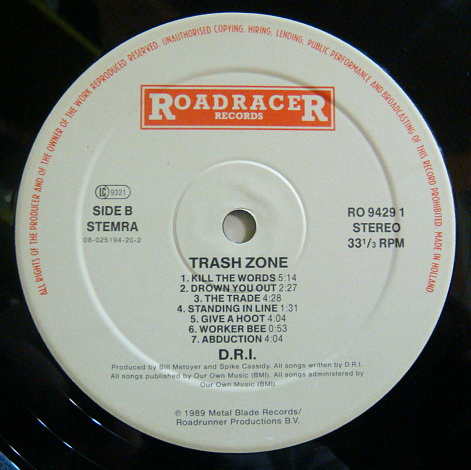 ALL RIGHTS OF THE PRODUCER AND OF THE OWNER OF THE WORK REPRODUCED RESERVED. UNAUTHORISED COPYING, HIRING, LENDING, PUBLIC PERFORMANCE AND BROADCASTING OF THIS RECORD PROHIBITED. MADE IN HOLLAND
ROADRACER
RECORDS
LC 9321
SIDE B
STEMRA
08-025194-20-2
RO 9429 1
STEREO
33 1/3 RPM
TRASH ZONE
1. KILL THE WORDS 5:14
2. DROWN YOU OUT 2:27
3. THE TRADE 4:28
4. STANDING IN LINE 1:31
5. GIVE A HOOT 4:04
6. WORKER BEE 0:53
7. ABDUCTION 4:04
D.R.I.
Produced by Bill Metoyer and Spike Cassidy. All songs written by D.R.I.
All songs published by Our Own Music (BMI). All songs administered by
Our Own Music (BMI)
℗ 1989 Metal Blade Records/
Roadrunner Productions B.V.